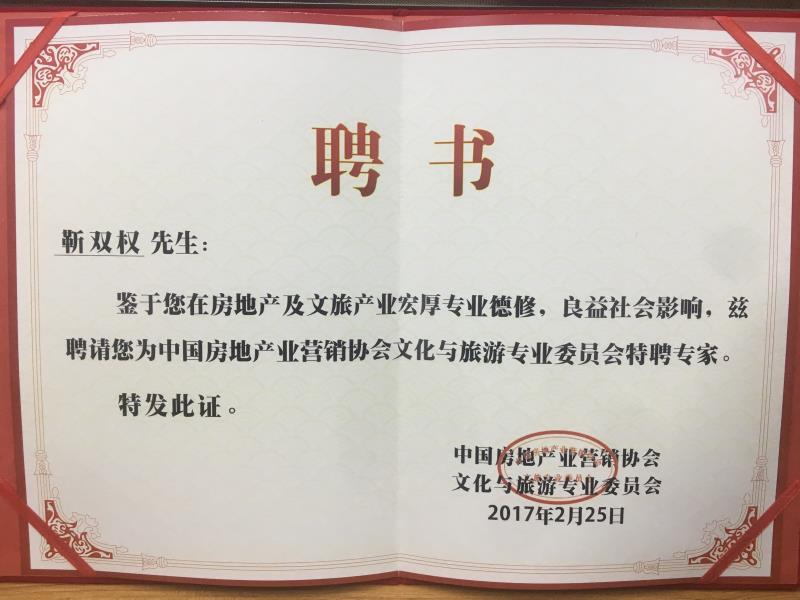 聘书
靳双权 先生：
鉴于您在房地产及文旅产业宏厚专业德修，良益社会影响，兹
聘请您为中国房地产业营销协会文化与旅游专业委员会特聘专家。
特发此证。
中国房地产业营销协会
文化与旅游专业委员会
2017年2月25日